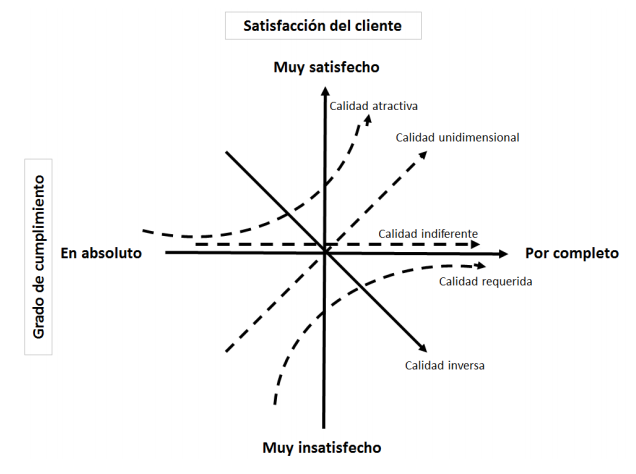 Satisfacción del cliente
Muy satisfecho
Calidad atractiva
Calidad unidimensional
Calidad indiferente
Grado de cumplimiento
En absoluto
Por completo
Calidad requerida
Calidad inversa
Muy insatisfecho